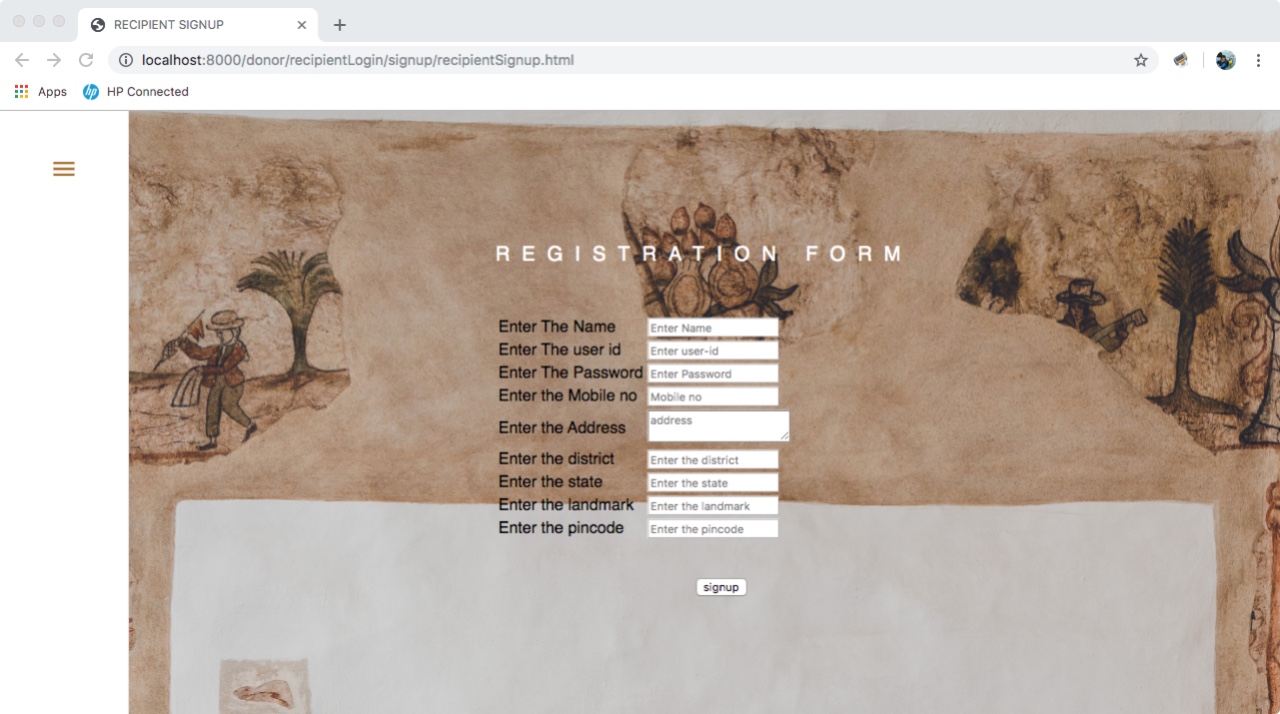 RECIPIENT SIGNUP
localhost:8000/donor/recipientLogin/signup/recipientSignup.html
Apps hp HP Connected
REGISTRATION FORM
Enter The Name Enter Name
Enter The user id Enter user-id
Enter The Password Enter Password
Enter the Mobile no Mobile no
Enter the Address address
Enter the district Enter the district
Enter the state Enter the state
Enter the landmark Enter the landmark
Enter the pincode Enter the pincode
signup